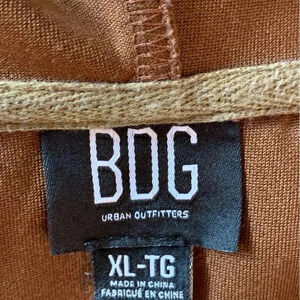 BDG
URBAN OUTFITTERS
XL-TG
MADE IN CHINA
FABRIQUÉ EN CHINE